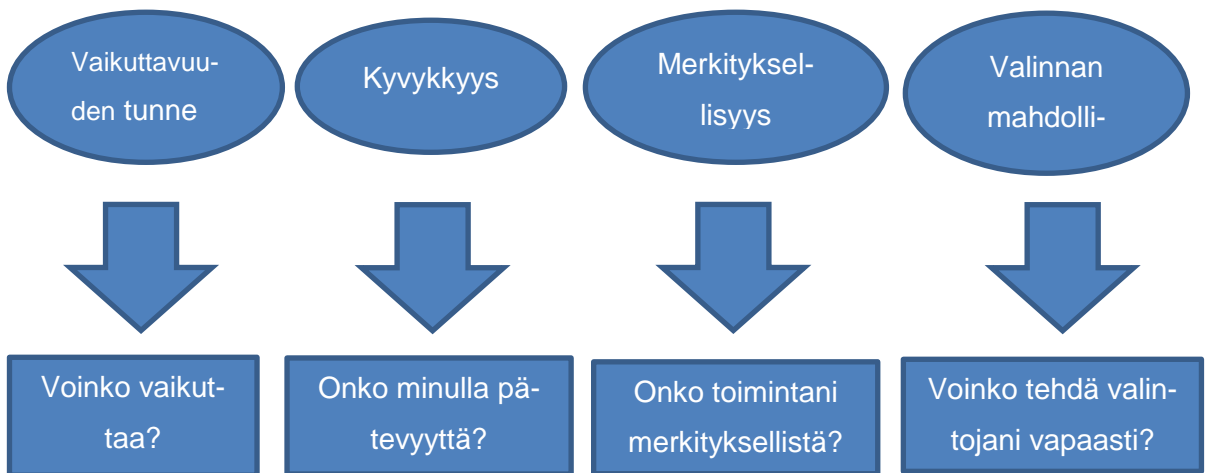 Vaikuttavuu-
den tunne
Kyvykkyys
Merkityksel-
lisyys
Valinnan
mahdolli-
Voinko vaikut-
taa?
Onko minulla pä-
tevyyttä?
Onko toimintani
merkityksellistä?
Voinko tehdä valin-
tojani vapaasti?